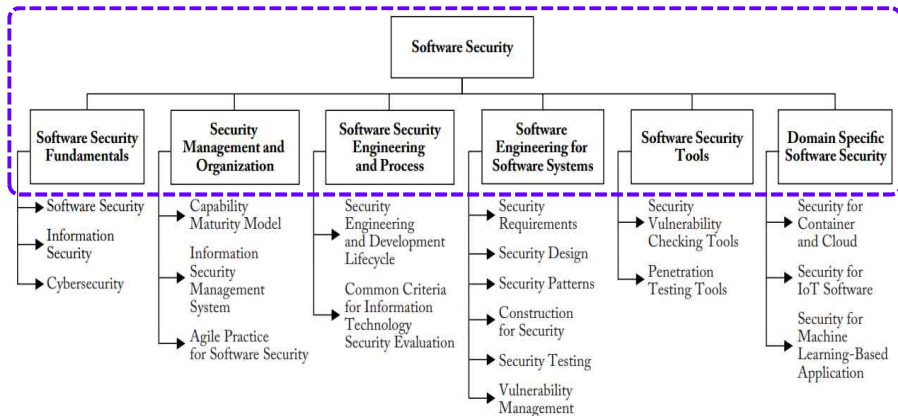 Software Security
Software Security
Fundamentals
Security
Management and
Organization
Software Security
Engineering
and Process
Software
Engineering for
Software Systems
Software Security
Tools
Domain Specific
Software Security
Software Security
Information
Security
Cybersecurity
Capability
Maturity Model
Information
Security
Management
System
Agile Practice
for Software Security
Security
Engineering
and Development
Lifecycle
Common Criteria
for Information
Technology
Security Evaluation
Security
Requirements
Security Design
Security Patterns
Construction
for Security
Security Testing
Vulnerability
Management
Security
Vulnerability
Checking Tools
Penetration
Testing Tools
Security for
Container
and Cloud
Security for
IoT Software
Security for
Machine
Learning-Based
Application